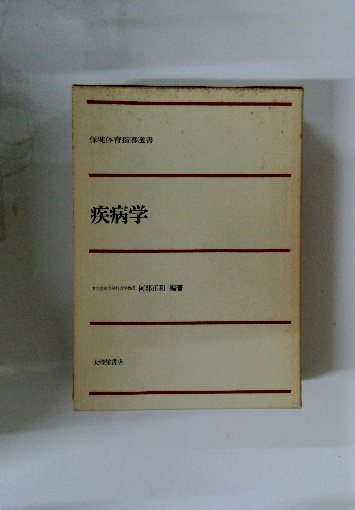 保健体育指導選書
疾病学
阿部正和 編著
大修館書店